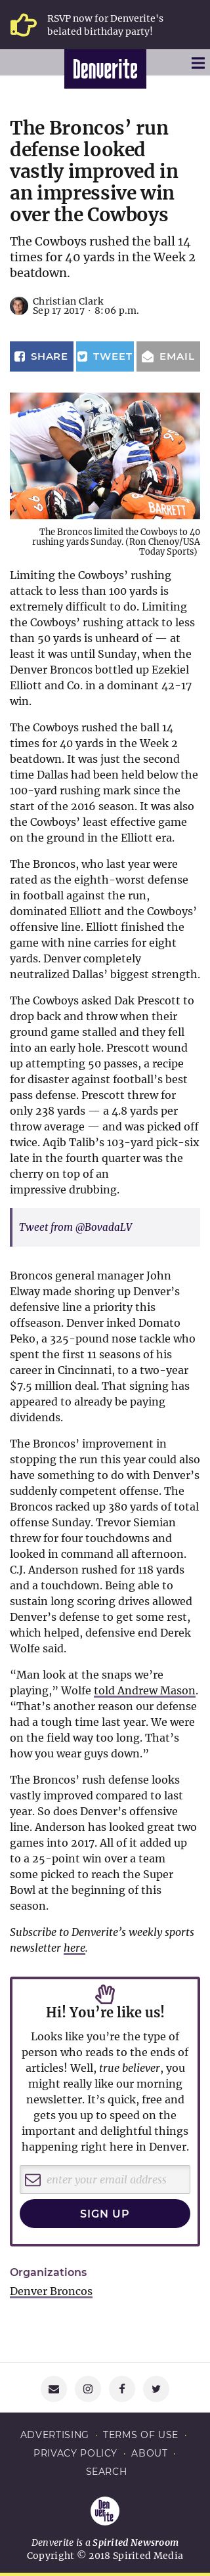 RSVP now for Denverite's
belated birthday party!
Denverite
The Broncos’ run
defense looked
vastly improved in
an impressive win
over the Cowboys
The Cowboys rushed the ball 14
times for 40 yards in the Week 2
beatdown.
Christian Clark
Sep 17 2017 · 8:06 p.m.
SHARE
TWEET
EMAIL
The Broncos limited the Cowboys to 40
rushing yards Sunday. (Ron Chenoy/USA
Today Sports)
Limiting the Cowboys’ rushing
attack to less than 100 yards is
extremely difficult to do. Limiting
the Cowboys’ rushing attack to less
than 50 yards is unheard of — at
least it was until Sunday, when the
Denver Broncos bottled up Ezekiel
Elliott and Co. in a dominant 42-17
win.
The Cowboys rushed the ball 14
times for 40 yards in the Week 2
beatdown. It was just the second
time Dallas had been held below the
100-yard rushing mark since the
start of the 2016 season. It was also
the Cowboys’ least effective game
on the ground in the Elliott era.
The Broncos, who last year were
rated as the eighth-worst defense
in football against the run,
dominated Elliott and the Cowboys’
offensive line. Elliott finished the
game with nine carries for eight
yards. Denver completely
neutralized Dallas’ biggest strength.
The Cowboys asked Dak Prescott to
drop back and throw when their
ground game stalled and they fell
into an early hole. Prescott wound
up attempting 50 passes, a recipe
for disaster against football’s best
pass defense. Prescott threw for
only 238 yards — a 4.8 yards per
throw average — and was picked off
twice. Aqib Talib’s 103-yard pick-six
late in the fourth quarter was the
cherry on top of an
impressive drubbing.
Tweet from @BovadaLV
Broncos general manager John
Elway made shoring up Denver’s
defensive line a priority this
offseason. Denver inked Domato
Peko, a 325-pound nose tackle who
spent the first 11 seasons of his
career in Cincinnati, to a two-year
$7.5 million deal. That signing has
appeared to already be paying
dividends.
The Broncos’ improvement in
stopping the run this year could also
have something to do with Denver’s
suddenly competent offense. The
Broncos racked up 380 yards of total
offense Sunday. Trevor Siemian
threw for four touchdowns and
looked in command all afternoon.
C.J. Anderson rushed for 118 yards
and a touchdown. Being able to
sustain long scoring drives allowed
Denver’s defense to get some rest,
which helped, defensive end Derek
Wolfe said.
“Man look at the snaps we’re
playing,” Wolfe told Andrew Mason.
“That’s another reason our defense
had a tough time last year. We were
on the field way too long. That’s
how you wear guys down.”
The Broncos’ rush defense looks
vastly improved compared to last
year. So does Denver’s offensive
line. Anderson has looked great two
games into 2017. All of it added up
to a 25-point win over a team
some picked to reach the Super
Bowl at the beginning of this
season.
Subscribe to Denverite’s weekly sports
newsletter here.
Hi! You’re like us!
Looks like you’re the type of
person who reads to the ends of
articles! Well, true believer, you
might really like our morning
newsletter. It’s quick, free and
gets you up to speed on the
important and delightful things
happening right here in Denver.
enter your email address
SIGN UP
Organizations
Denver Broncos
ADVERTISING · TERMS OF USE ·
PRIVACY POLICY · ABOUT ·
SEARCH
Den
ver
ite
Denverite is a Spirited Newsroom
Copyright © 2018 Spirited Media